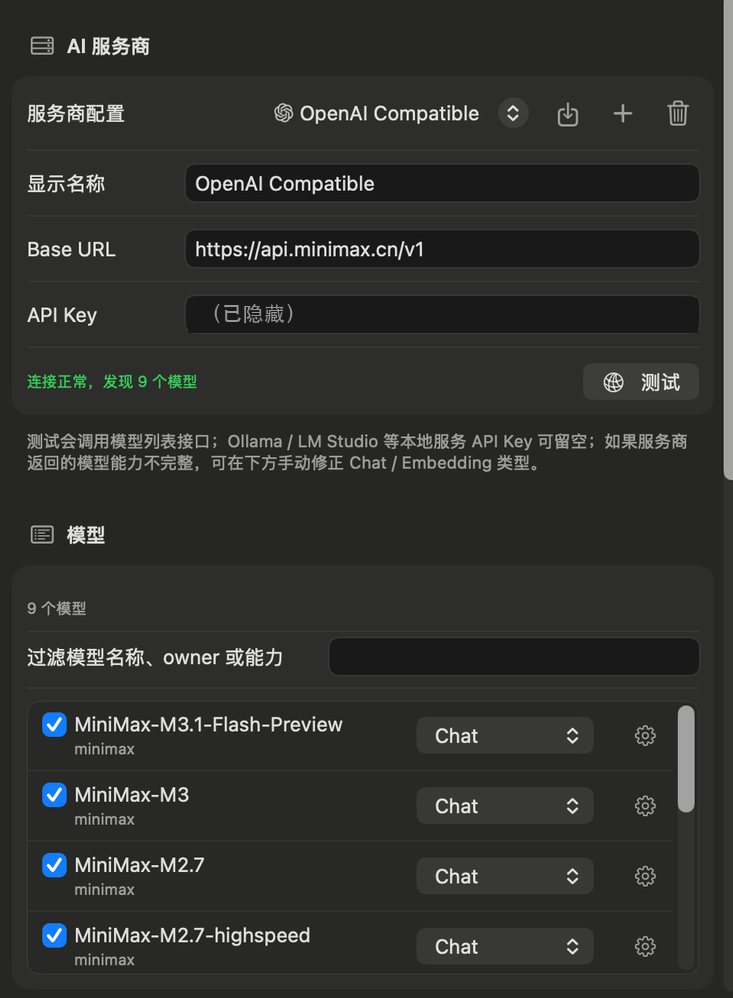 AI 服务商
服务商配置 OpenAI Compatible
显示名称 OpenAI Compatible
Base URL https://api.minimax.cn/v1
API Key （已隐藏）
连接正常，发现 9 个模型 测试
测试会调用模型列表接口；Ollama / LM Studio 等本地服务 API Key 可留空；如果服务商
返回的模型能力不完整，可在下方手动修正 Chat / Embedding 类型。
模型
9 个模型
过滤模型名称、owner 或能力
MiniMax-M3.1-Flash-Preview Chat
minimax
MiniMax-M3 Chat
minimax
MiniMax-M2.7 Chat
minimax
MiniMax-M2.7-highspeed Chat
minimax